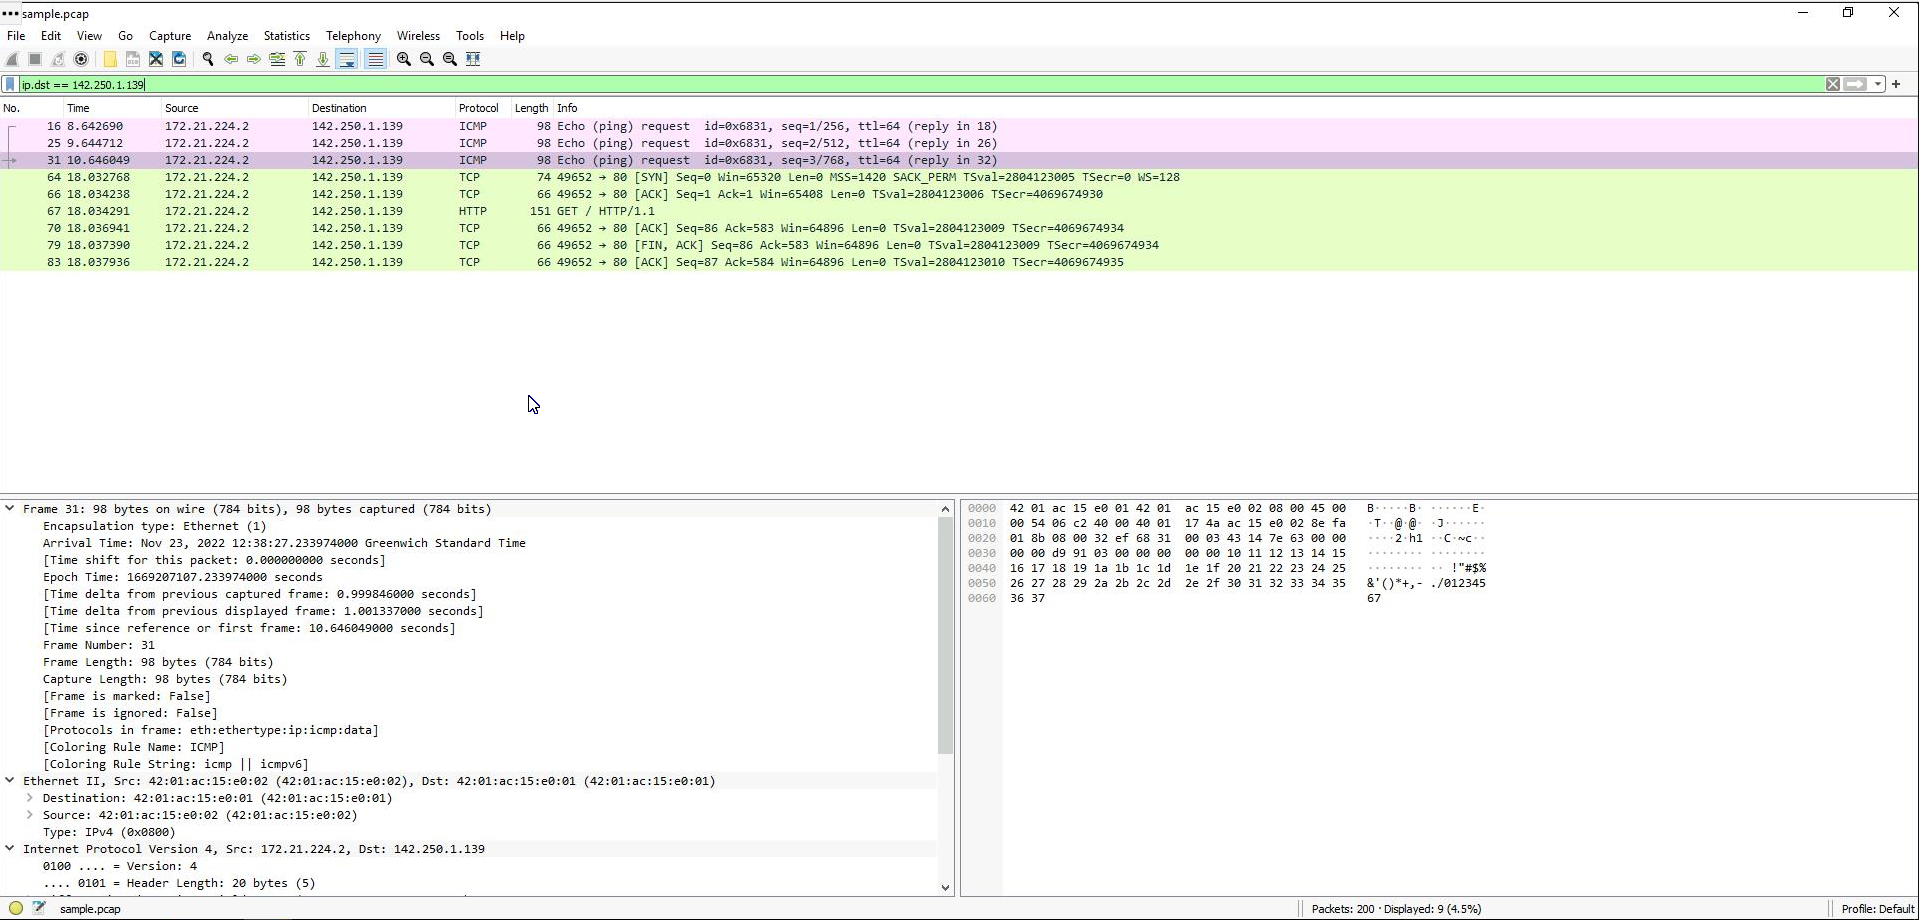 sample.pcap
File Edit View Go Capture Analyze Statistics Telephony Wireless Tools Help
ip.dst == 142.250.1.139
No. Time Source Destination Protocol Length Info
16 8.642690 172.21.224.2 142.250.1.139 ICMP 98 Echo (ping) request id=0x6831, seq=1/256, ttl=64 (reply in 18)
25 9.644712 172.21.224.2 142.250.1.139 ICMP 98 Echo (ping) request id=0x6831, seq=2/512, ttl=64 (reply in 26)
31 10.646049 172.21.224.2 142.250.1.139 ICMP 98 Echo (ping) request id=0x6831, seq=3/768, ttl=64 (reply in 32)
64 18.032768 172.21.224.2 142.250.1.139 TCP 74 49652 → 80 [SYN] Seq=0 Win=65320 Len=0 MSS=1420 SACK_PERM TSval=2804123005 TSecr=0 WS=128
66 18.034238 172.21.224.2 142.250.1.139 TCP 66 49652 → 80 [ACK] Seq=1 Ack=1 Win=65408 Len=0 TSval=2804123006 TSecr=4069674930
67 18.034291 172.21.224.2 142.250.1.139 HTTP 151 GET / HTTP/1.1
70 18.036941 172.21.224.2 142.250.1.139 TCP 66 49652 → 80 [ACK] Seq=86 Ack=583 Win=64896 Len=0 TSval=2804123009 TSecr=4069674934
79 18.037390 172.21.224.2 142.250.1.139 TCP 66 49652 → 80 [FIN, ACK] Seq=86 Ack=583 Win=64896 Len=0 TSval=2804123009 TSecr=4069674934
83 18.037936 172.21.224.2 142.250.1.139 TCP 66 49652 → 80 [ACK] Seq=87 Ack=584 Win=64896 Len=0 TSval=2804123010 TSecr=4069674935
Frame 31: 98 bytes on wire (784 bits), 98 bytes captured (784 bits)
Encapsulation type: Ethernet (1)
Arrival Time: Nov 23, 2022 12:38:27.233974000 Greenwich Standard Time
[Time shift for this packet: 0.000000000 seconds]
Epoch Time: 1669207107.233974000 seconds
[Time delta from previous captured frame: 0.999846000 seconds]
[Time delta from previous displayed frame: 1.001337000 seconds]
[Time since reference or first frame: 10.646049000 seconds]
Frame Number: 31
Frame Length: 98 bytes (784 bits)
Capture Length: 98 bytes (784 bits)
[Frame is marked: False]
[Frame is ignored: False]
[Protocols in frame: eth:ethertype:ip:icmp:data]
[Coloring Rule Name: ICMP]
[Coloring Rule String: icmp || icmpv6]
Ethernet II, Src: 42:01:ac:15:e0:02 (42:01:ac:15:e0:02), Dst: 42:01:ac:15:e0:01 (42:01:ac:15:e0:01)
Destination: 42:01:ac:15:e0:01 (42:01:ac:15:e0:01)
Source: 42:01:ac:15:e0:02 (42:01:ac:15:e0:02)
Type: IPv4 (0x0800)
Internet Protocol Version 4, Src: 172.21.224.2, Dst: 142.250.1.139
0100 .... = Version: 4
.... 0101 = Header Length: 20 bytes (5)
0000 42 01 ac 15 e0 01 42 01 ac 15 e0 02 08 00 45 00 B·····B· ······E·
0010 00 54 06 c2 40 00 40 01 17 4a ac 15 e0 02 8e fa ·T··@·@· ·J······
0020 01 8b 08 00 32 ef 68 31 00 03 43 14 7e 63 00 00 ····2·h1 ··C·~c··
0030 00 00 d9 91 03 00 00 00 00 00 10 11 12 13 14 15 ········ ········
0040 16 17 18 19 1a 1b 1c 1d 1e 1f 20 21 22 23 24 25 ········ ·· !"#$%
0050 26 27 28 29 2a 2b 2c 2d 2e 2f 30 31 32 33 34 35 &'()*+,- ./012345
0060 36 37 67
sample.pcap Packets: 200 · Displayed: 9 (4.5%) Profile: Default